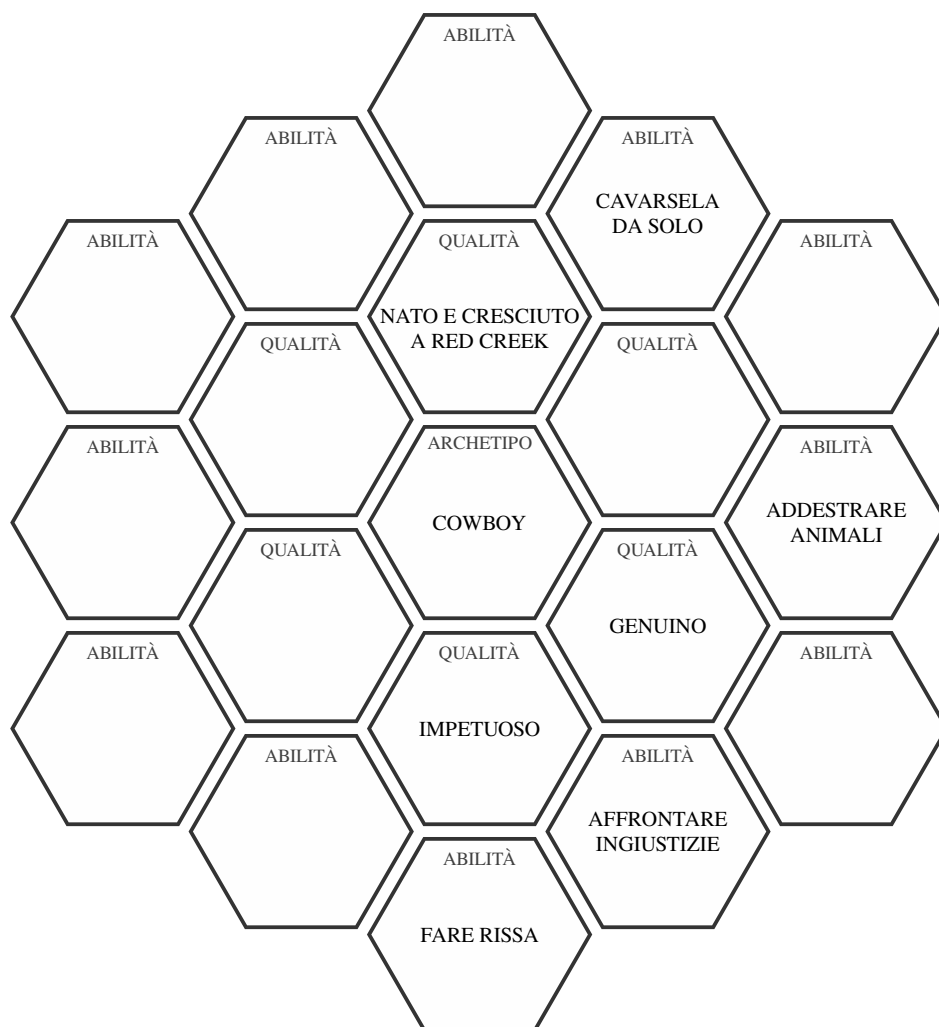 ABILITÀ
ABILITÀ
ABILITÀ
CAVARSELA
DA SOLO
ABILITÀ
QUALITÀ
NATO E CRESCIUTO
A RED CREEK
ABILITÀ
QUALITÀ
QUALITÀ
ABILITÀ
ARCHETIPO
COWBOY
ABILITÀ
ADDESTRARE
ANIMALI
QUALITÀ
QUALITÀ
GENUINO
ABILITÀ
QUALITÀ
IMPETUOSO
ABILITÀ
ABILITÀ
ABILITÀ
AFFRONTARE
INGIUSTIZIE
ABILITÀ
FARE RISSA